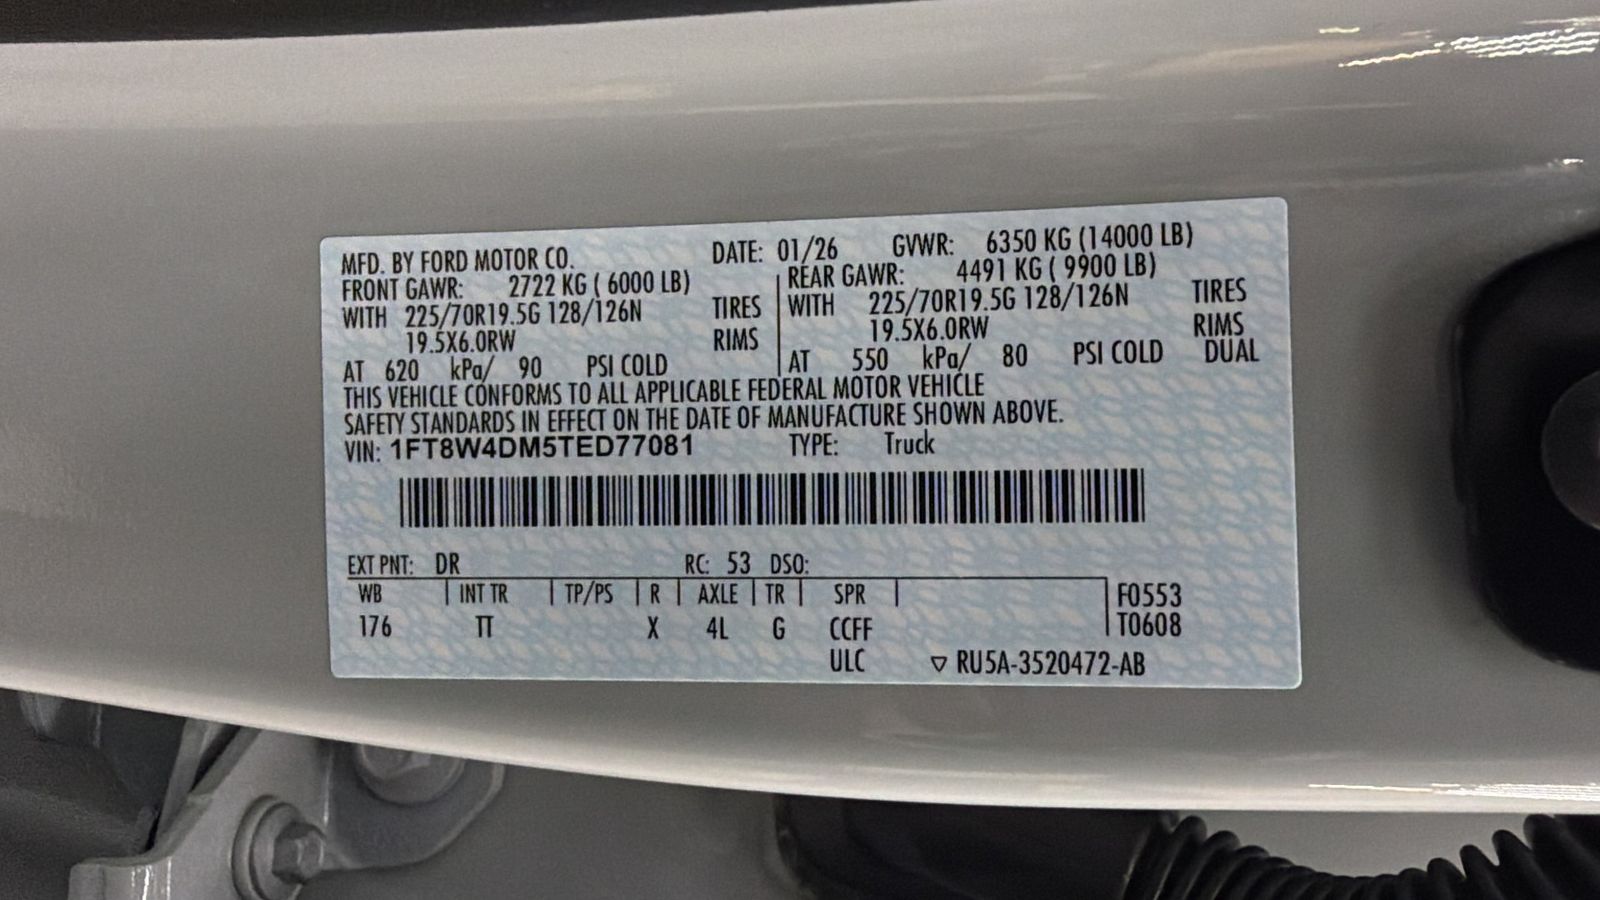 MFD. BY FORD MOTOR CO. DATE: 01/26 GVWR: 6350 KG (14000 LB)
FRONT GAWR: 2722 KG ( 6000 LB) REAR GAWR: 4491 KG ( 9900 LB)
WITH 225/70R19.5G 128/126N TIRES WITH 225/70R19.5G 128/126N TIRES
19.5X6.0RW RIMS 19.5X6.0RW RIMS
AT 620 kPa/ 90 PSI COLD AT 550 kPa/ 80 PSI COLD DUAL
THIS VEHICLE CONFORMS TO ALL APPLICABLE FEDERAL MOTOR VEHICLE
SAFETY STANDARDS IN EFFECT ON THE DATE OF MANUFACTURE SHOWN ABOVE.
VIN: 1FT8W4DM5TED77081 TYPE: Truck
EXT PNT: DR RC: 53 DSO:
WB INT TR TP/PS R AXLE TR SPR F0553
176 TT X 4L G CCFF T0608
ULC ▽ RU5A-3520472-AB